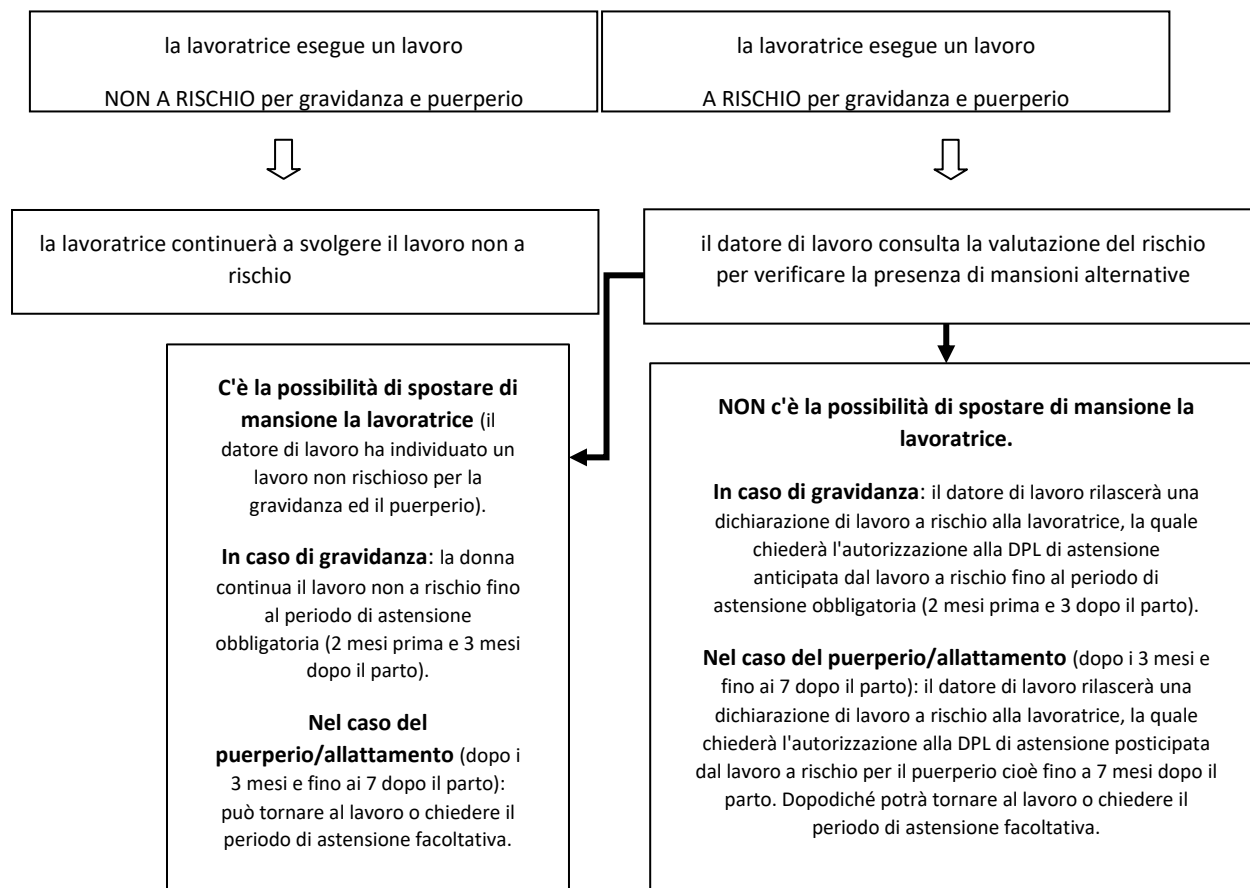 la lavoratrice esegue un lavoro
NON A RISCHIO per gravidanza e puerperio
la lavoratrice esegue un lavoro
A RISCHIO per gravidanza e puerperio
la lavoratrice continuerà a svolgere il lavoro non a
rischio
il datore di lavoro consulta la valutazione del rischio
per verificare la presenza di mansioni alternative
C'è la possibilità di spostare di
mansione la lavoratrice (il
datore di lavoro ha individuato un
lavoro non rischioso per la
gravidanza ed il puerperio).
In caso di gravidanza: la donna
continua il lavoro non a rischio fino
al periodo di astensione
obbligatoria (2 mesi prima e 3 mesi
dopo il parto).
Nel caso del
puerperio/allattamento (dopo i
3 mesi e fino ai 7 dopo il parto):
può tornare al lavoro o chiedere il
periodo di astensione facoltativa.
NON c'è la possibilità di spostare di mansione la
lavoratrice.
In caso di gravidanza: il datore di lavoro rilascerà una
dichiarazione di lavoro a rischio alla lavoratrice, la quale
chiederà l'autorizzazione alla DPL di astensione
anticipata dal lavoro a rischio fino al periodo di
astensione obbligatoria (2 mesi prima e 3 dopo il parto).
Nel caso del puerperio/allattamento (dopo i 3 mesi e
fino ai 7 dopo il parto): il datore di lavoro rilascerà una
dichiarazione di lavoro a rischio alla lavoratrice, la quale
chiederà l'autorizzazione alla DPL di astensione posticipata
dal lavoro a rischio per il puerperio cioè fino a 7 mesi dopo il
parto. Dopodiché potrà tornare al lavoro o chiedere il
periodo di astensione facoltativa.